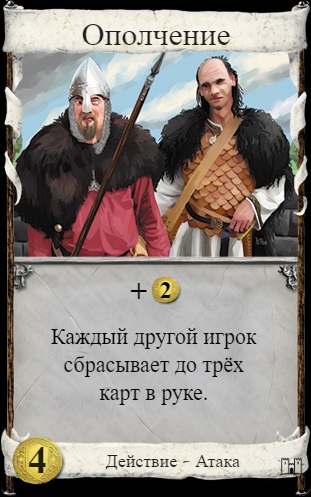 Ополчение
+ 2
Каждый другой игрок
сбрасывает до трёх
карт в руке.
4
Действие - Атака